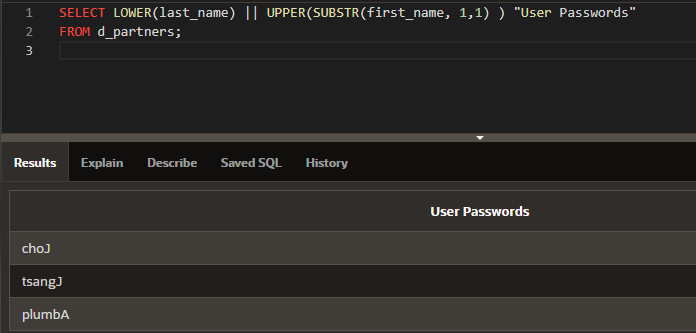 1 SELECT LOWER(last_name) || UPPER(SUBSTR(first_name, 1,1) ) "User Passwords"
2 FROM d_partners;
3
Results Explain Describe Saved SQL History
User Passwords
choJ
tsangJ
plumbA